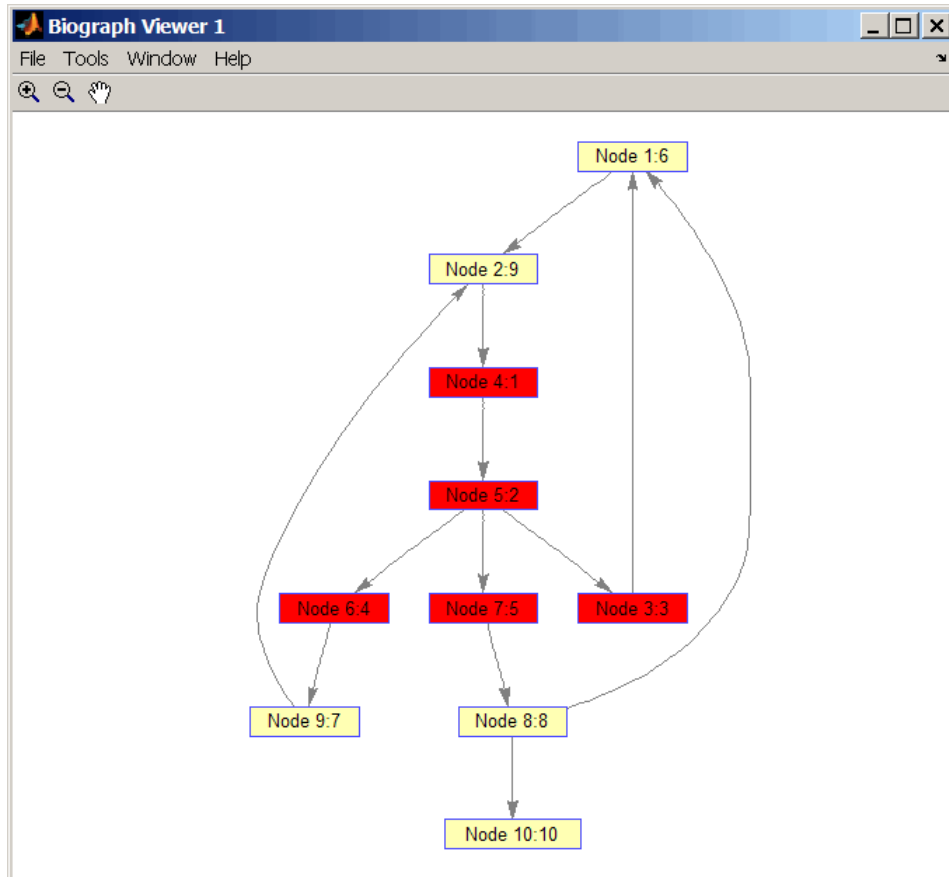 Biograph Viewer 1
File Tools Window Help
Node 1:6
Node 2:9
Node 4:1
Node 5:2
Node 6:4 Node 7:5 Node 3:3
Node 9:7 Node 8:8
Node 10:10